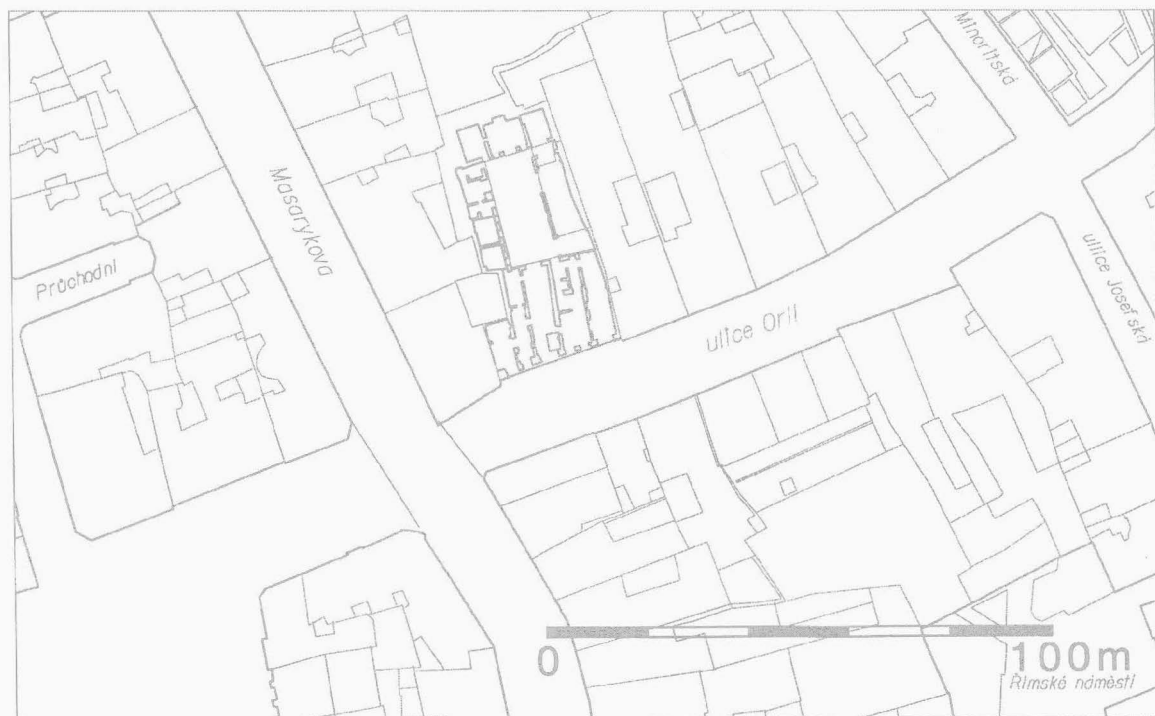 Minoritská
Masarykova
Průchodní
ulice Orlí
ulice Josefská
0 100m
Římské náměstí